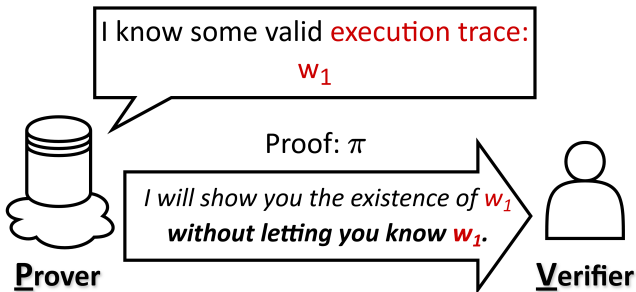 I know some valid execution trace:
w₁
Proof: π
I will show you the existence of w₁
without letting you know w₁.
Prover
Verifier